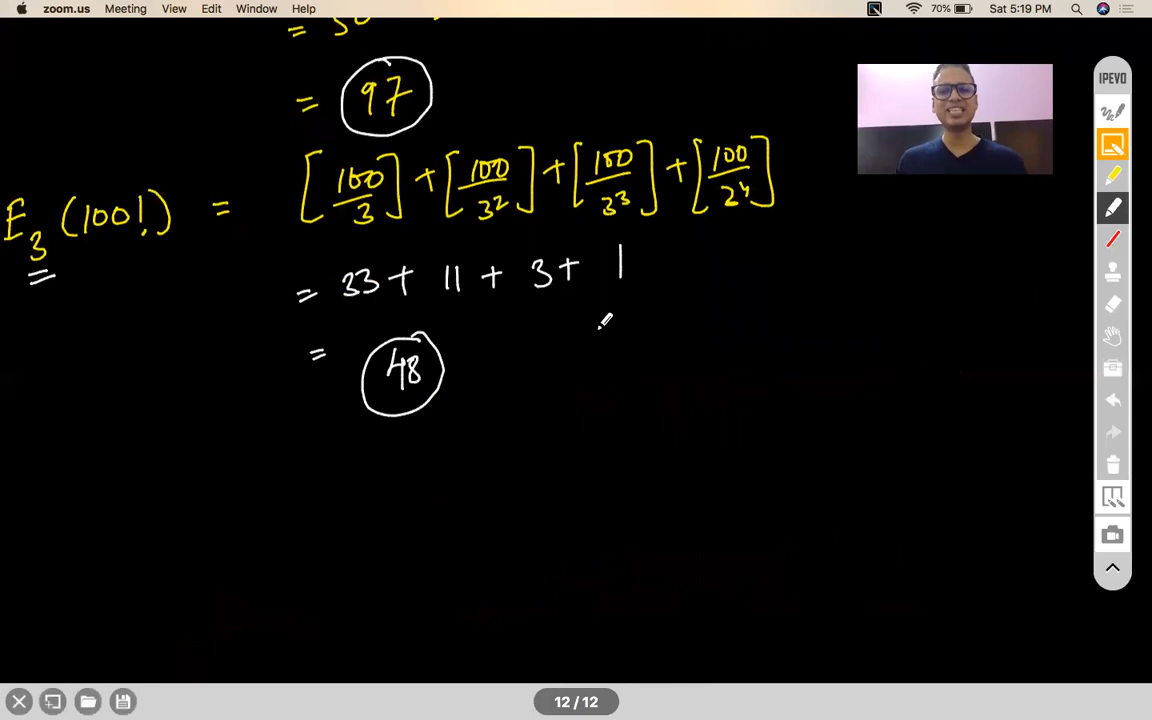 zoom.us Meeting View Edit Window Help 70% Sat 5:19 PM
= 97
E₃ (100!) = [100/3] + [100/3²] + [100/3³] + [100/2⁴]
= 33 + 11 + 3 + 1
= 48
IPEVO
12/12